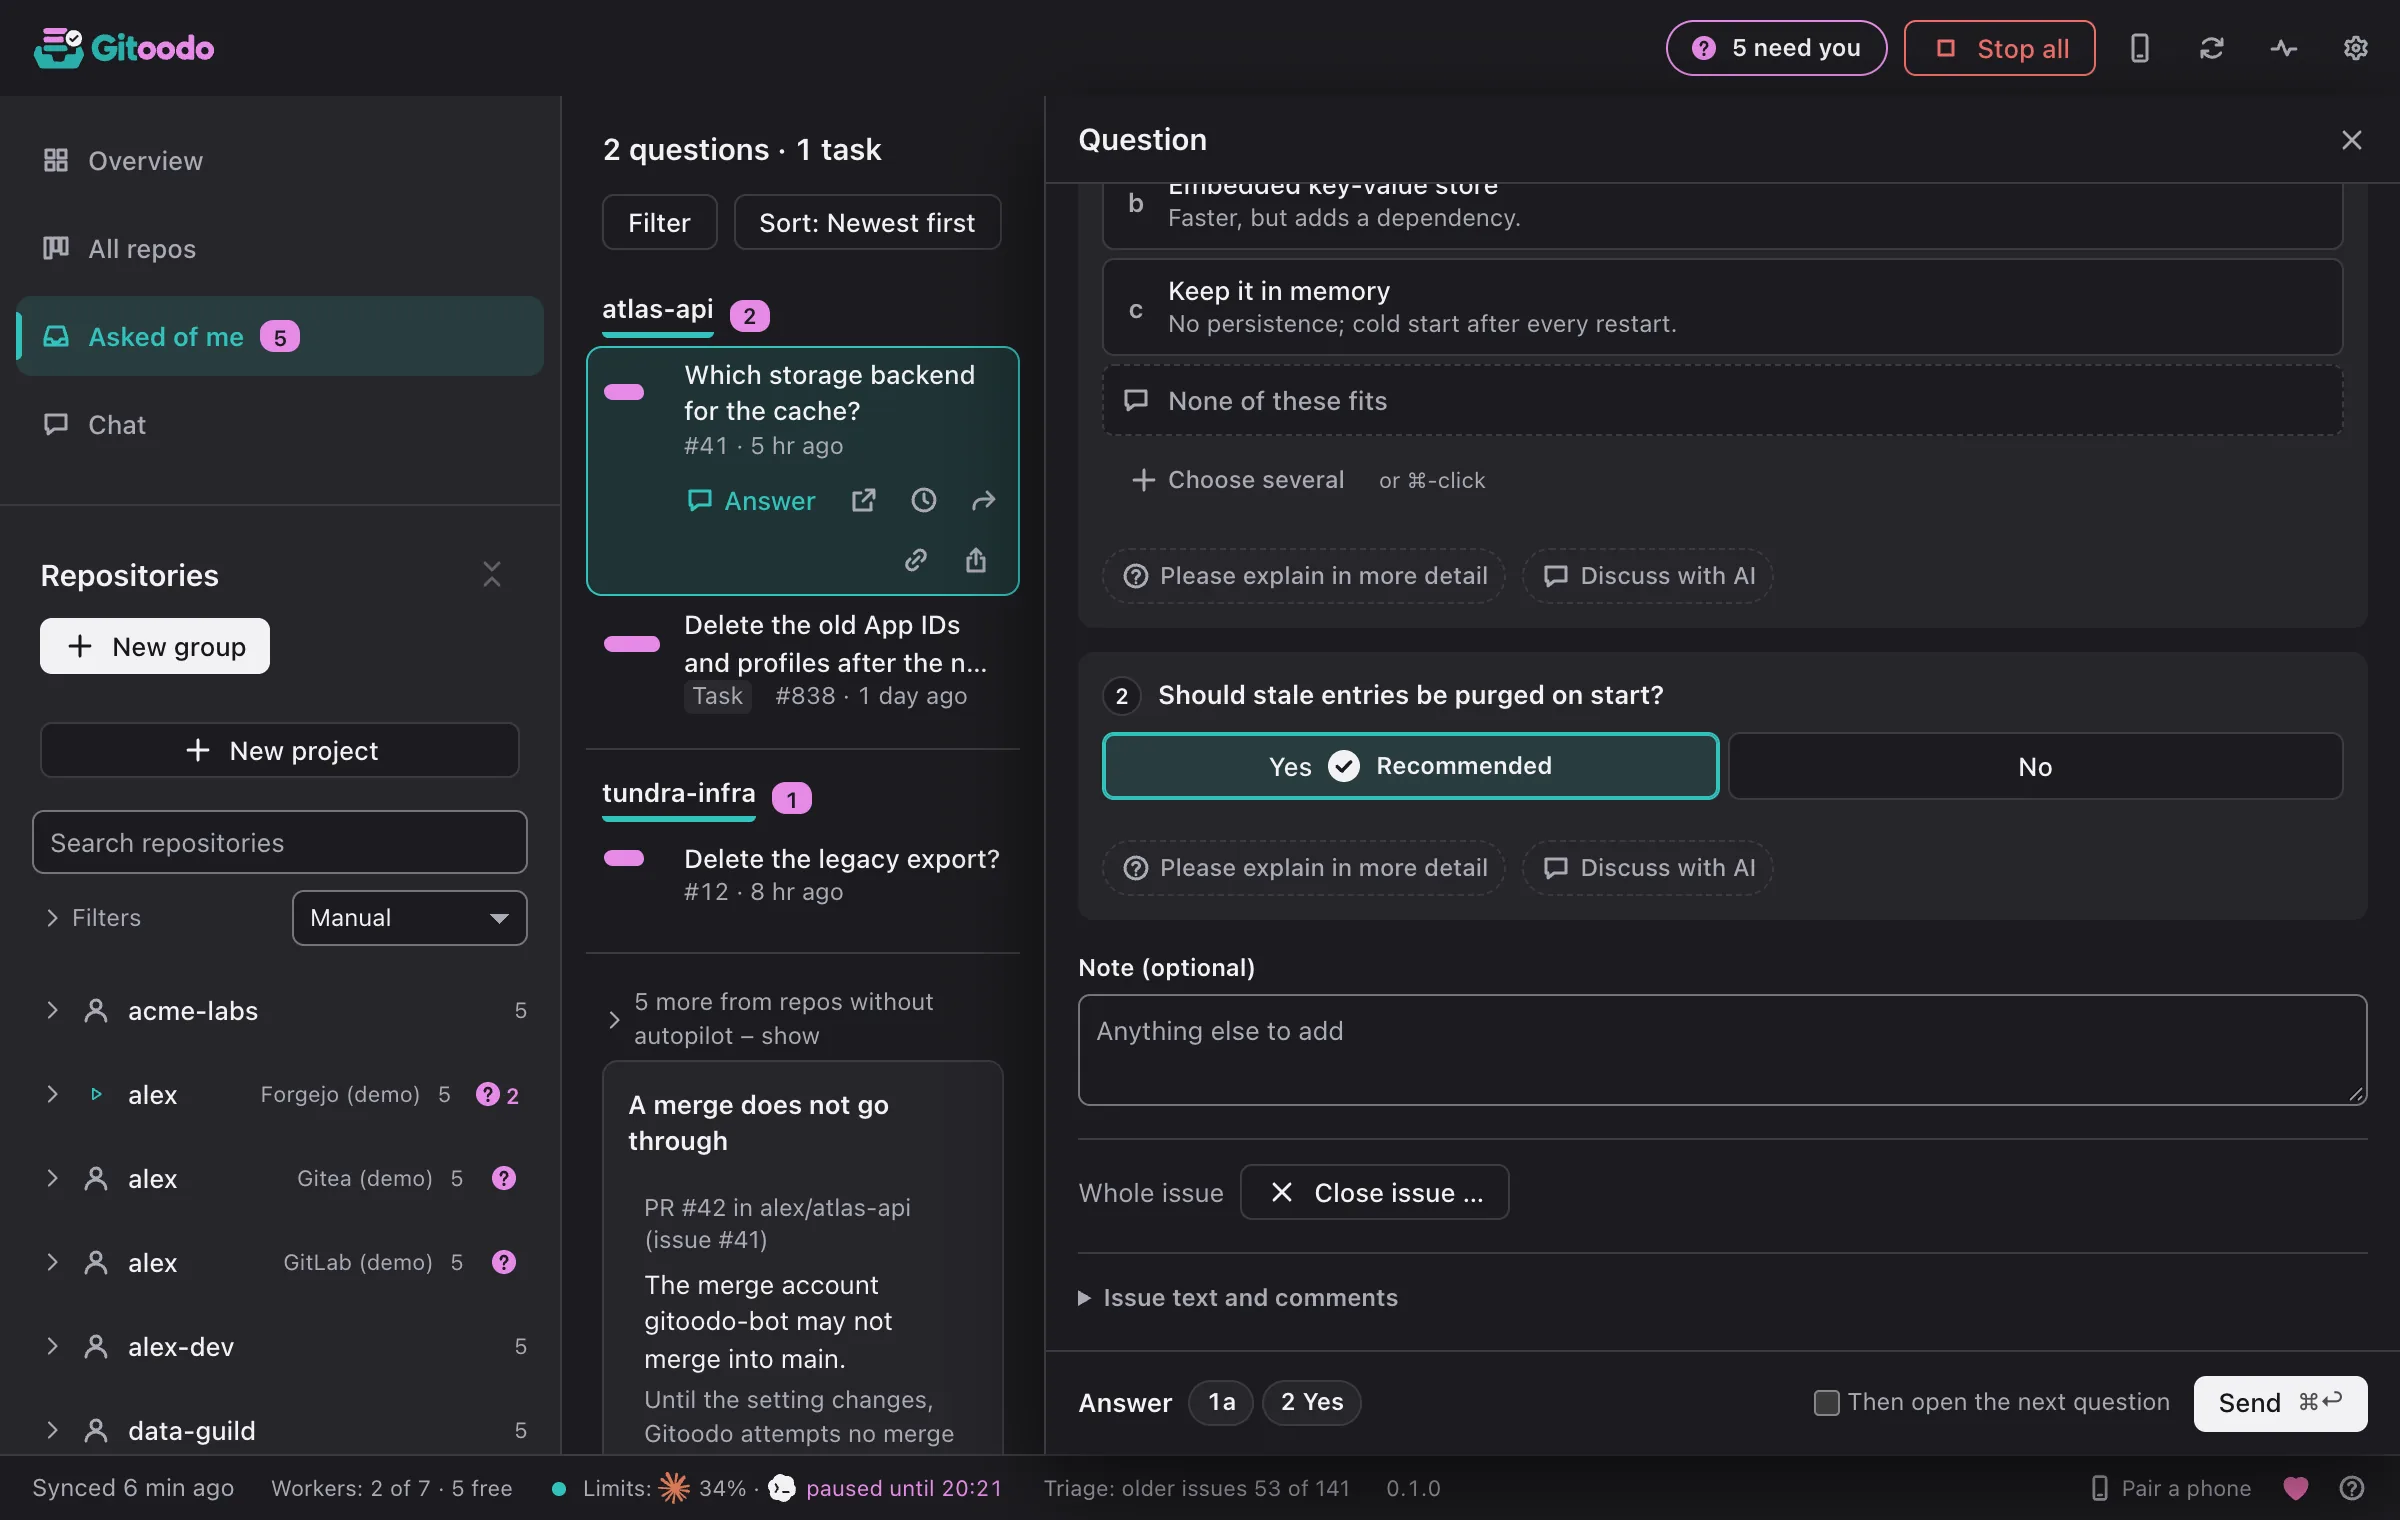 Gitoodo
5 need you
Stop all
Overview
All repos
Asked of me 5
Chat
Repositories
New group
New project
Search repositories
Filters
Manual
acme-labs 5
alex Forgejo (demo) 5 ? 2
alex Gitea (demo) 5 ?
alex GitLab (demo) 5 ?
alex-dev 5
data-guild 5
2 questions · 1 task
Filter
Sort: Newest first
atlas-api 2
Which storage backend
for the cache?
#41 · 5 hr ago
Answer
Delete the old App IDs
and profiles after the n...
Task #838 · 1 day ago
tundra-infra 1
Delete the legacy export?
#12 · 8 hr ago
5 more from repos without
autopilot – show
A merge does not go
through
PR #42 in alex/atlas-api
(issue #41)
The merge account
gitoodo-bot may not
merge into main.
Until the setting changes,
Gitoodo attempts no merge
Question
b Embedded key-value store
Faster, but adds a dependency.
c Keep it in memory
No persistence; cold start after every restart.
None of these fits
Choose several or ⌘-click
Please explain in more detail
Discuss with AI
2 Should stale entries be purged on start?
Yes Recommended
No
Please explain in more detail
Discuss with AI
Note (optional)
Anything else to add
Whole issue
Close issue ...
Issue text and comments
Answer 1a 2 Yes
Then open the next question
Send ⌘↩
Synced 6 min ago
Workers: 2 of 7 · 5 free
Limits: 34% · paused until 20:21
Triage: older issues 53 of 141
0.1.0
Pair a phone